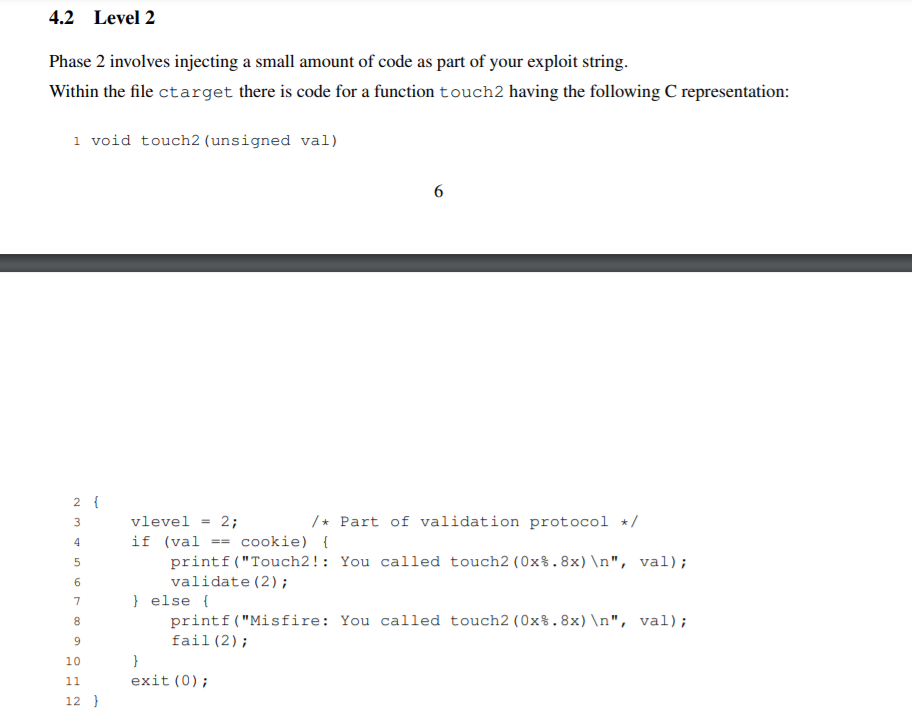 4.2 Level 2
Phase 2 involves injecting a small amount of code as part of your exploit string.
Within the file ctarget there is code for a function touch2 having the following C representation:
1 void touch2(unsigned val)
6
2 {
3     vlevel = 2;       /* Part of validation protocol */
4     if (val == cookie) {
5         printf("Touch2!: You called touch2(0x%.8x)\n", val);
6         validate(2);
7     } else {
8         printf("Misfire: You called touch2(0x%.8x)\n", val);
9         fail(2);
10     }
11     exit(0);
12 }